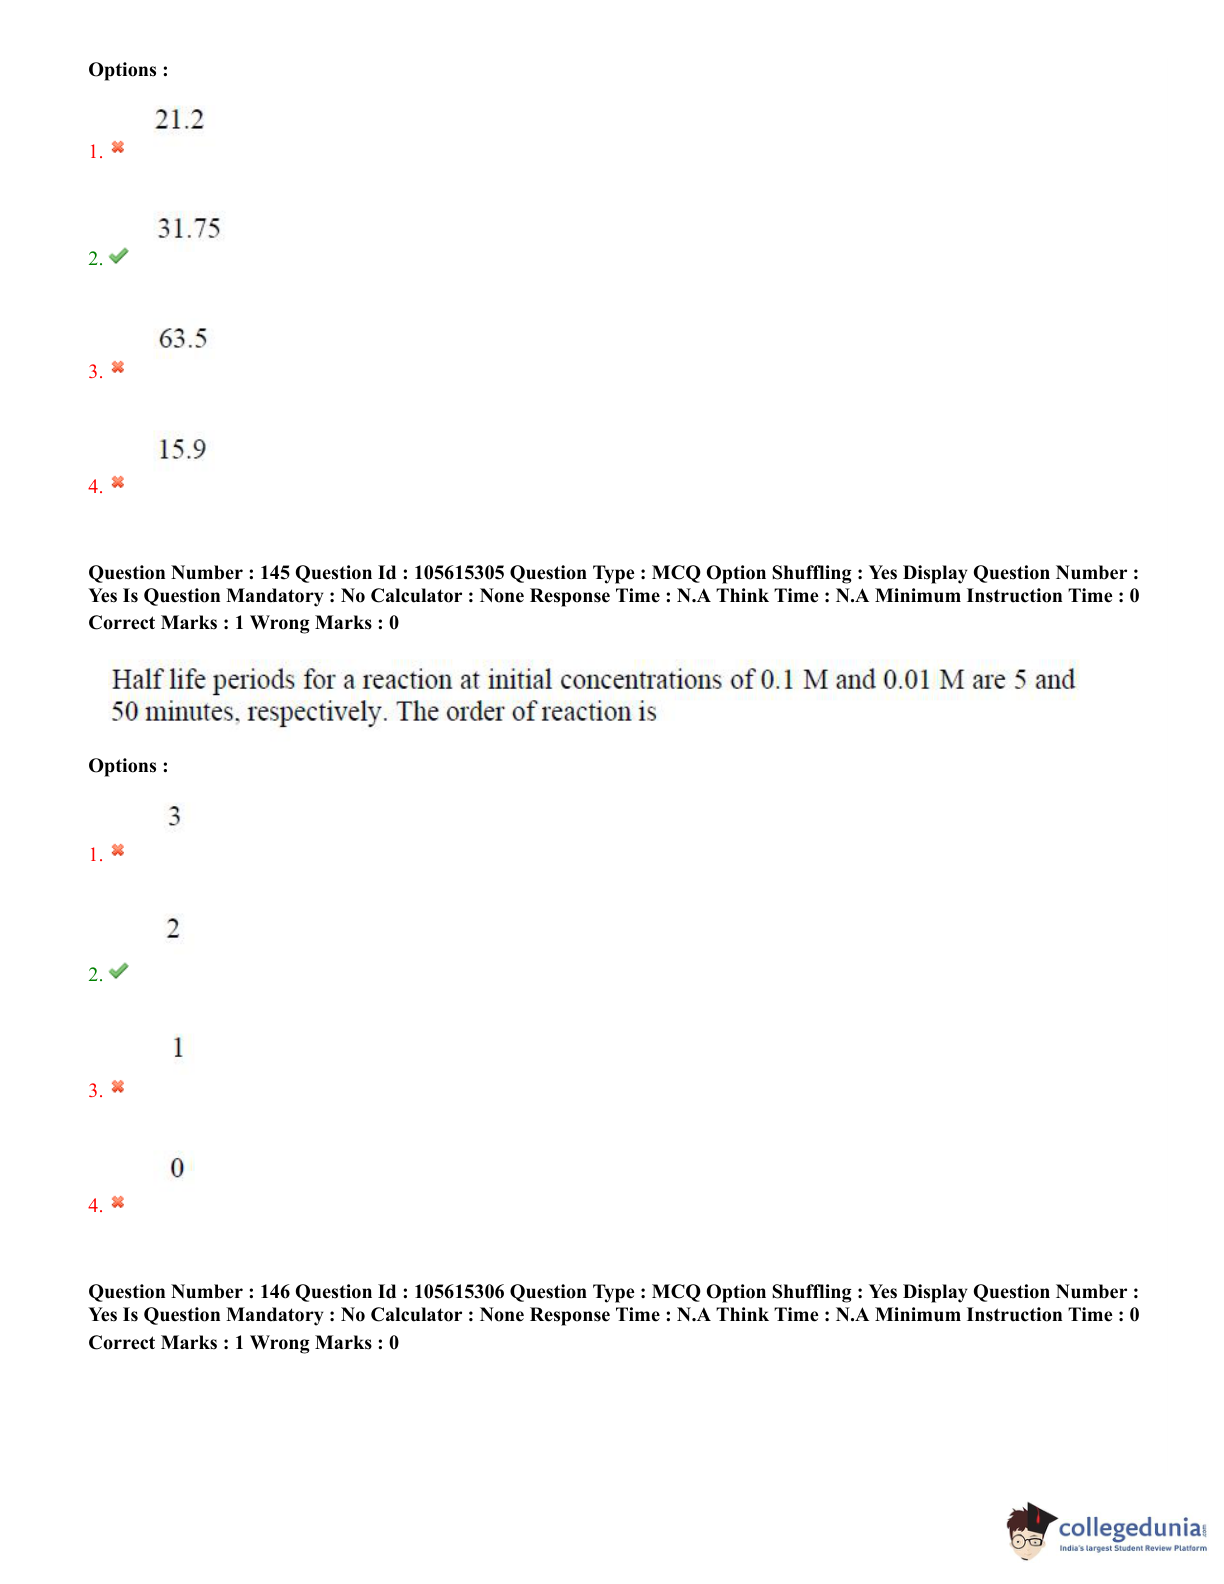 Options :
21.2
1.
31.75
2.
63.5
3.
15.9
4.
Question Number : 145 Question Id : 105615305 Question Type : MCQ Option Shuffling : Yes Display Question Number :
Yes Is Question Mandatory : No Calculator : None Response Time : N.A Think Time : N.A Minimum Instruction Time : 0
Correct Marks : 1 Wrong Marks : 0
Half life periods for a reaction at initial concentrations of 0.1 M and 0.01 M are 5 and
50 minutes, respectively. The order of reaction is
Options :
3
1.
2
2.
1
3.
0
4.
Question Number : 146 Question Id : 105615306 Question Type : MCQ Option Shuffling : Yes Display Question Number :
Yes Is Question Mandatory : No Calculator : None Response Time : N.A Think Time : N.A Minimum Instruction Time : 0
Correct Marks : 1 Wrong Marks : 0
collegedunia.com
India's largest Student Review Platform